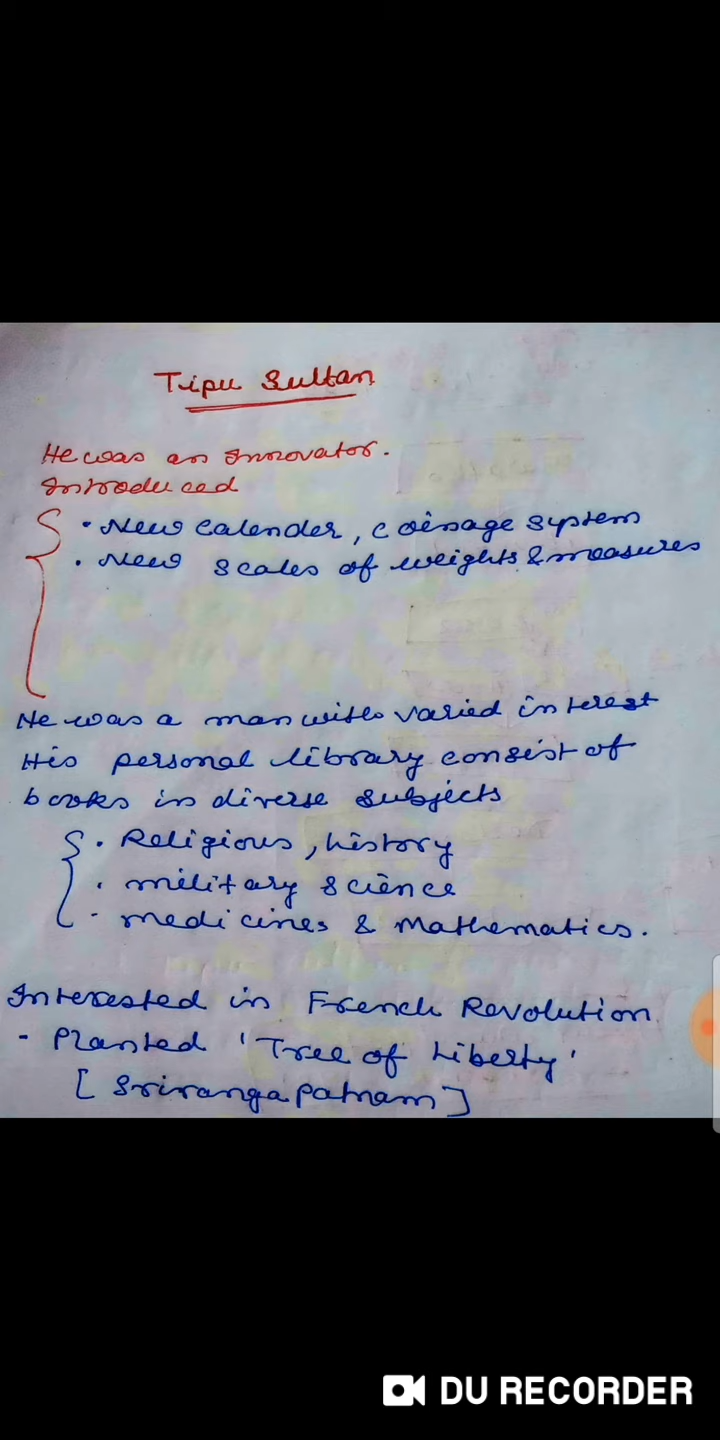 Tipu Sultan
He was an Innovator.
Introduced
• New Calender, coinage system
• New scales of weights & measures
He was a man with varied interest
His personal library consist of
books in diverse subjects
• Religious, history
• military science
- medicines & Mathematics.
Interested in French Revolution
- Planted 'Tree of Liberty'
[Srirangapatnam]
DU RECORDER